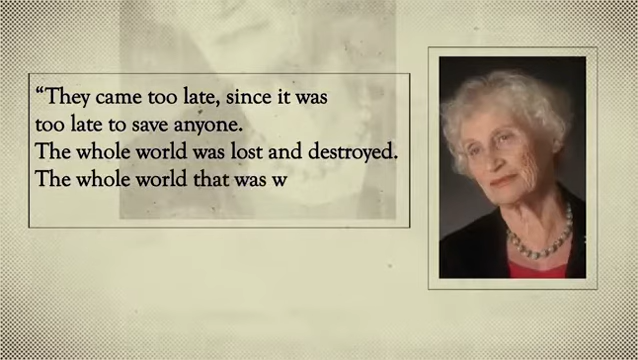 “They came too late, since it was
too late to save anyone.
The whole world was lost and destroyed.
The whole world that was w